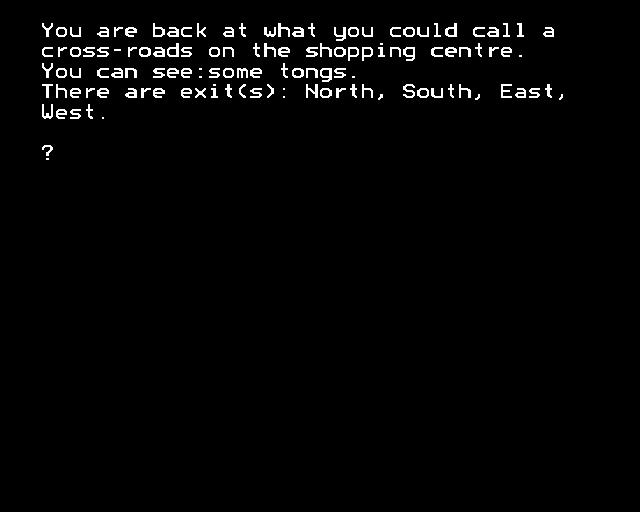 You are back at what you could call a
cross-roads on the shopping centre.
You can see:some tongs.
There are exit(s): North, South, East,
West.
?